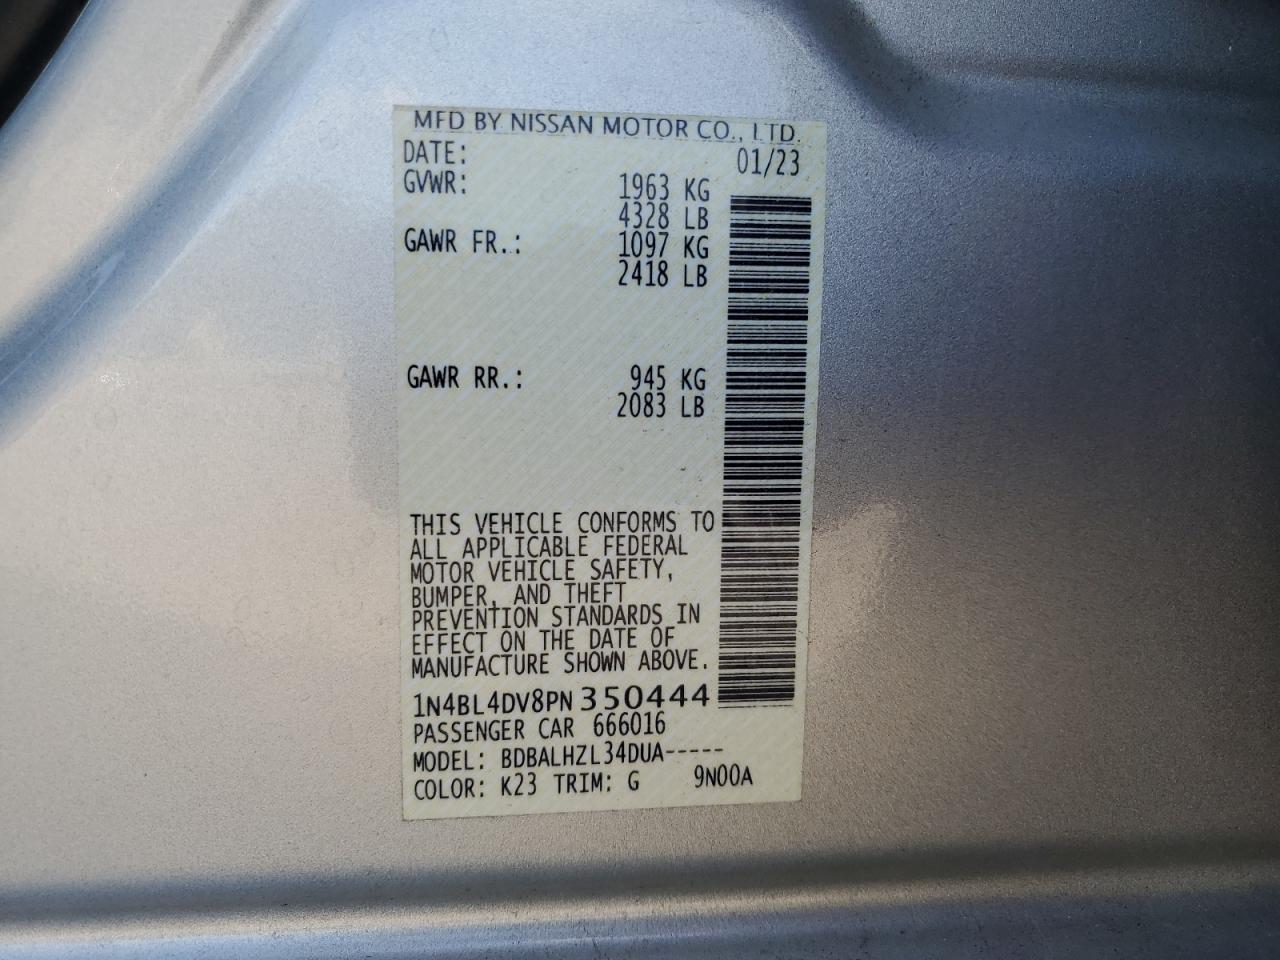 MFD BY NISSAN MOTOR CO., LTD.
DATE: 01/23
GVWR: 1963 KG
4328 LB
GAWR FR.: 1097 KG
2418 LB
GAWR RR.: 945 KG
2083 LB
THIS VEHICLE CONFORMS TO
ALL APPLICABLE FEDERAL
MOTOR VEHICLE SAFETY,
BUMPER, AND THEFT
PREVENTION STANDARDS IN
EFFECT ON THE DATE OF
MANUFACTURE SHOWN ABOVE.
1N4BL4DV8PN350444
PASSENGER CAR 666016
MODEL: BDBALHZL34DUA-----
COLOR: K23 TRIM: G 9N00A